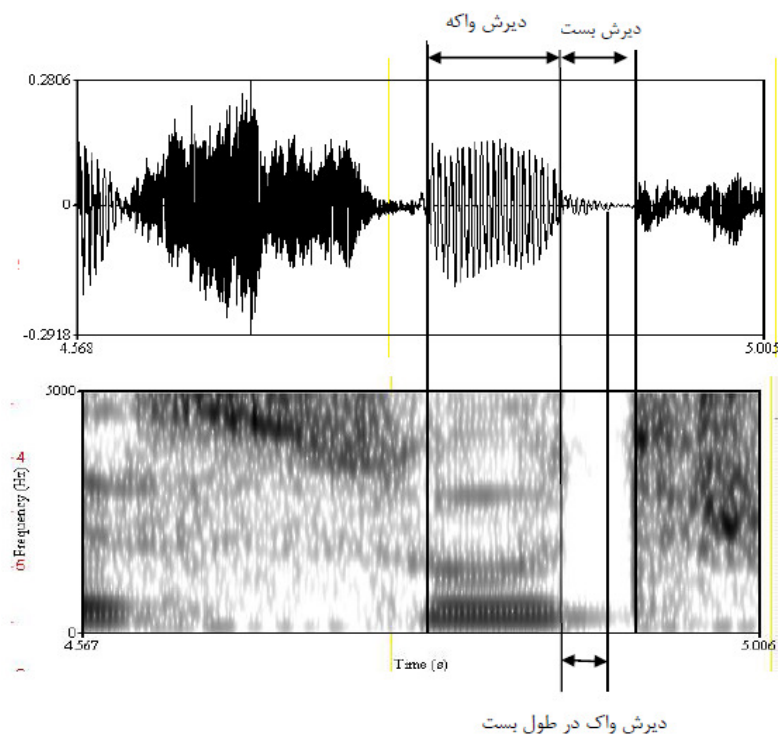 دیرش واکه
دیرش بست
0.2806
0
-0.2918
4.568
5.005
5000
Frequency (Hz)
0
4.567
5.006
Time (s)
دیرش واک در طول بست